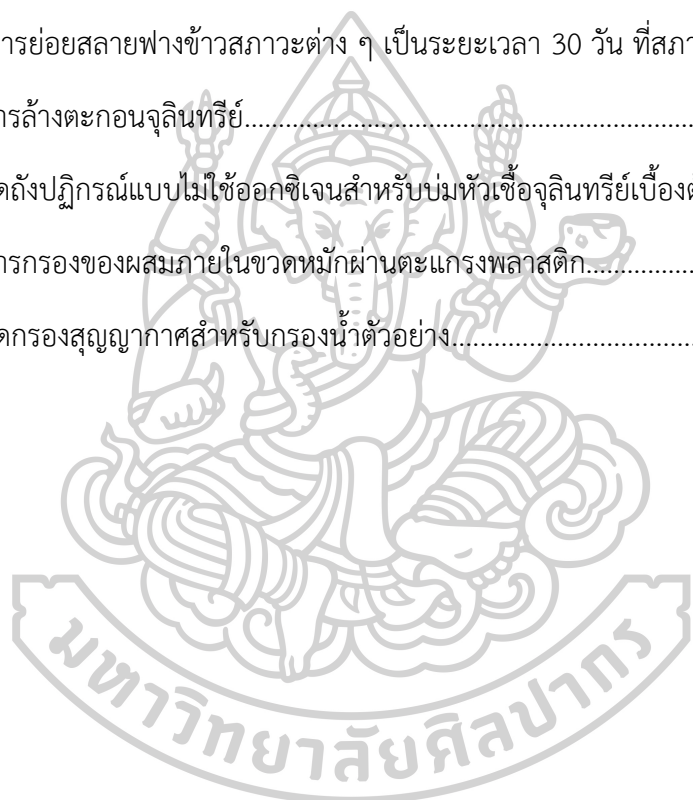 ารย่อยสลายฟางข้าวสภาวะต่าง ๆ เป็นระยะเวลา 30 วัน ที่สภา
ารล้างตะกอนจุลินทรีย์...................................................................
ดถังปฏิกรณ์แบบไม่ใช้ออกซิเจนสำหรับบ่มหัวเชื้อจุลินทรีย์เบื้องต้
ารกรองของผสมภายในขวดหมักผ่านตะแกรงพลาสติก.................
ดกรองสุญญากาศสำหรับกรองน้ำตัวอย่าง....................................
มหาวิทยาลัยศิลปากร